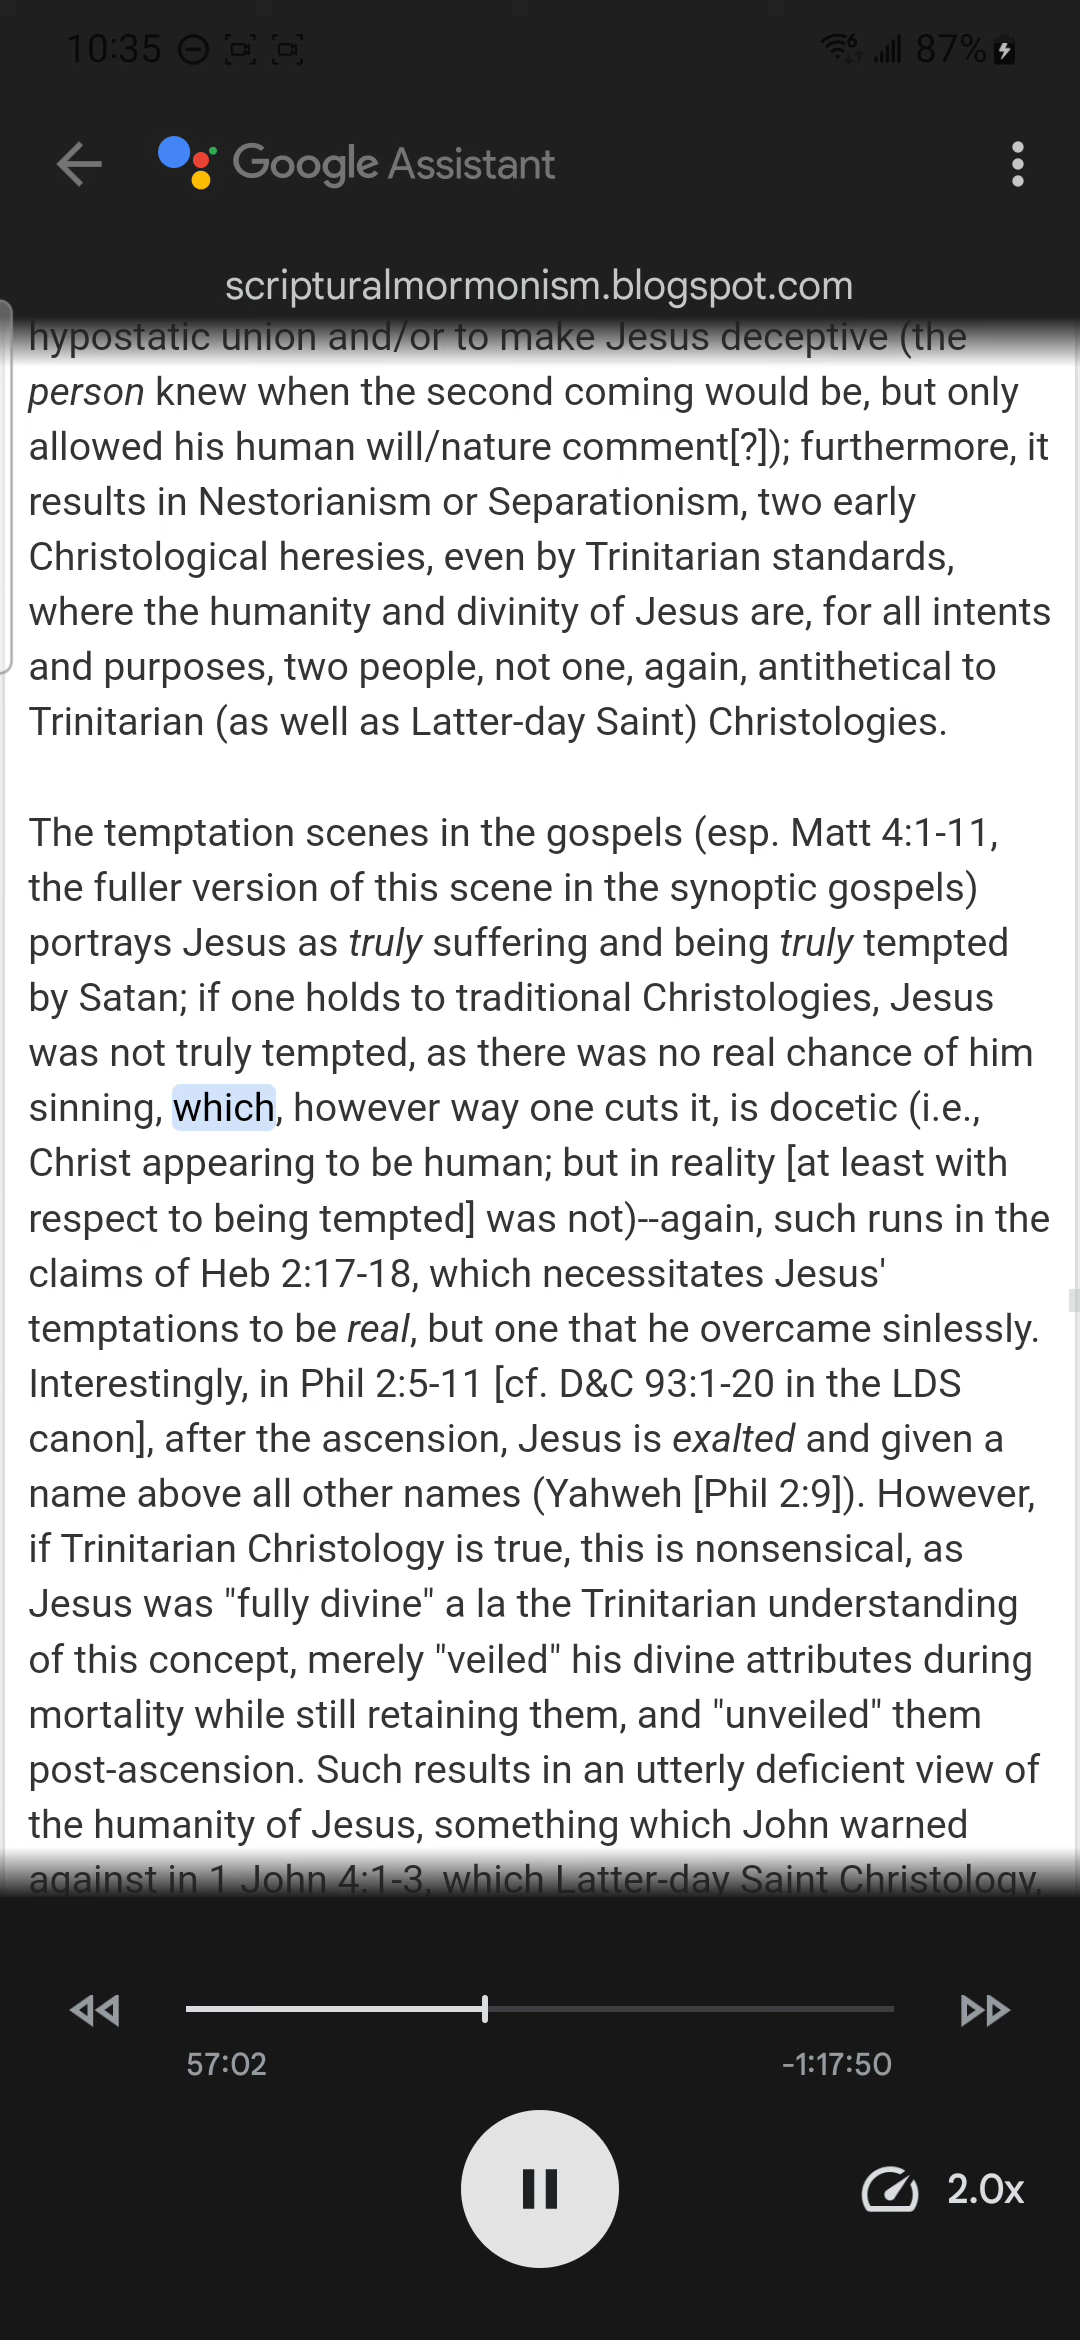 10:35
6
87%
Google Assistant
scripturalmormonism.blogspot.com
hypostatic union and/or to make Jesus deceptive (the
person knew when the second coming would be, but only
allowed his human will/nature comment[?]); furthermore, it
results in Nestorianism or Separationism, two early
Christological heresies, even by Trinitarian standards,
where the humanity and divinity of Jesus are, for all intents
and purposes, two people, not one, again, antithetical to
Trinitarian (as well as Latter-day Saint) Christologies.
The temptation scenes in the gospels (esp. Matt 4:1-11,
the fuller version of this scene in the synoptic gospels)
portrays Jesus as truly suffering and being truly tempted
by Satan; if one holds to traditional Christologies, Jesus
was not truly tempted, as there was no real chance of him
sinning, which, however way one cuts it, is docetic (i.e.,
Christ appearing to be human; but in reality [at least with
respect to being tempted] was not)--again, such runs in the
claims of Heb 2:17-18, which necessitates Jesus'
temptations to be real, but one that he overcame sinlessly.
Interestingly, in Phil 2:5-11 [cf. D&C 93:1-20 in the LDS
canon], after the ascension, Jesus is exalted and given a
name above all other names (Yahweh [Phil 2:9]). However,
if Trinitarian Christology is true, this is nonsensical, as
Jesus was "fully divine" a la the Trinitarian understanding
of this concept, merely "veiled" his divine attributes during
mortality while still retaining them, and "unveiled" them
post-ascension. Such results in an utterly deficient view of
the humanity of Jesus, something which John warned
against in 1 John 4:1-3, which Latter-day Saint Christology,
57:02
-1:17:50
2.0x